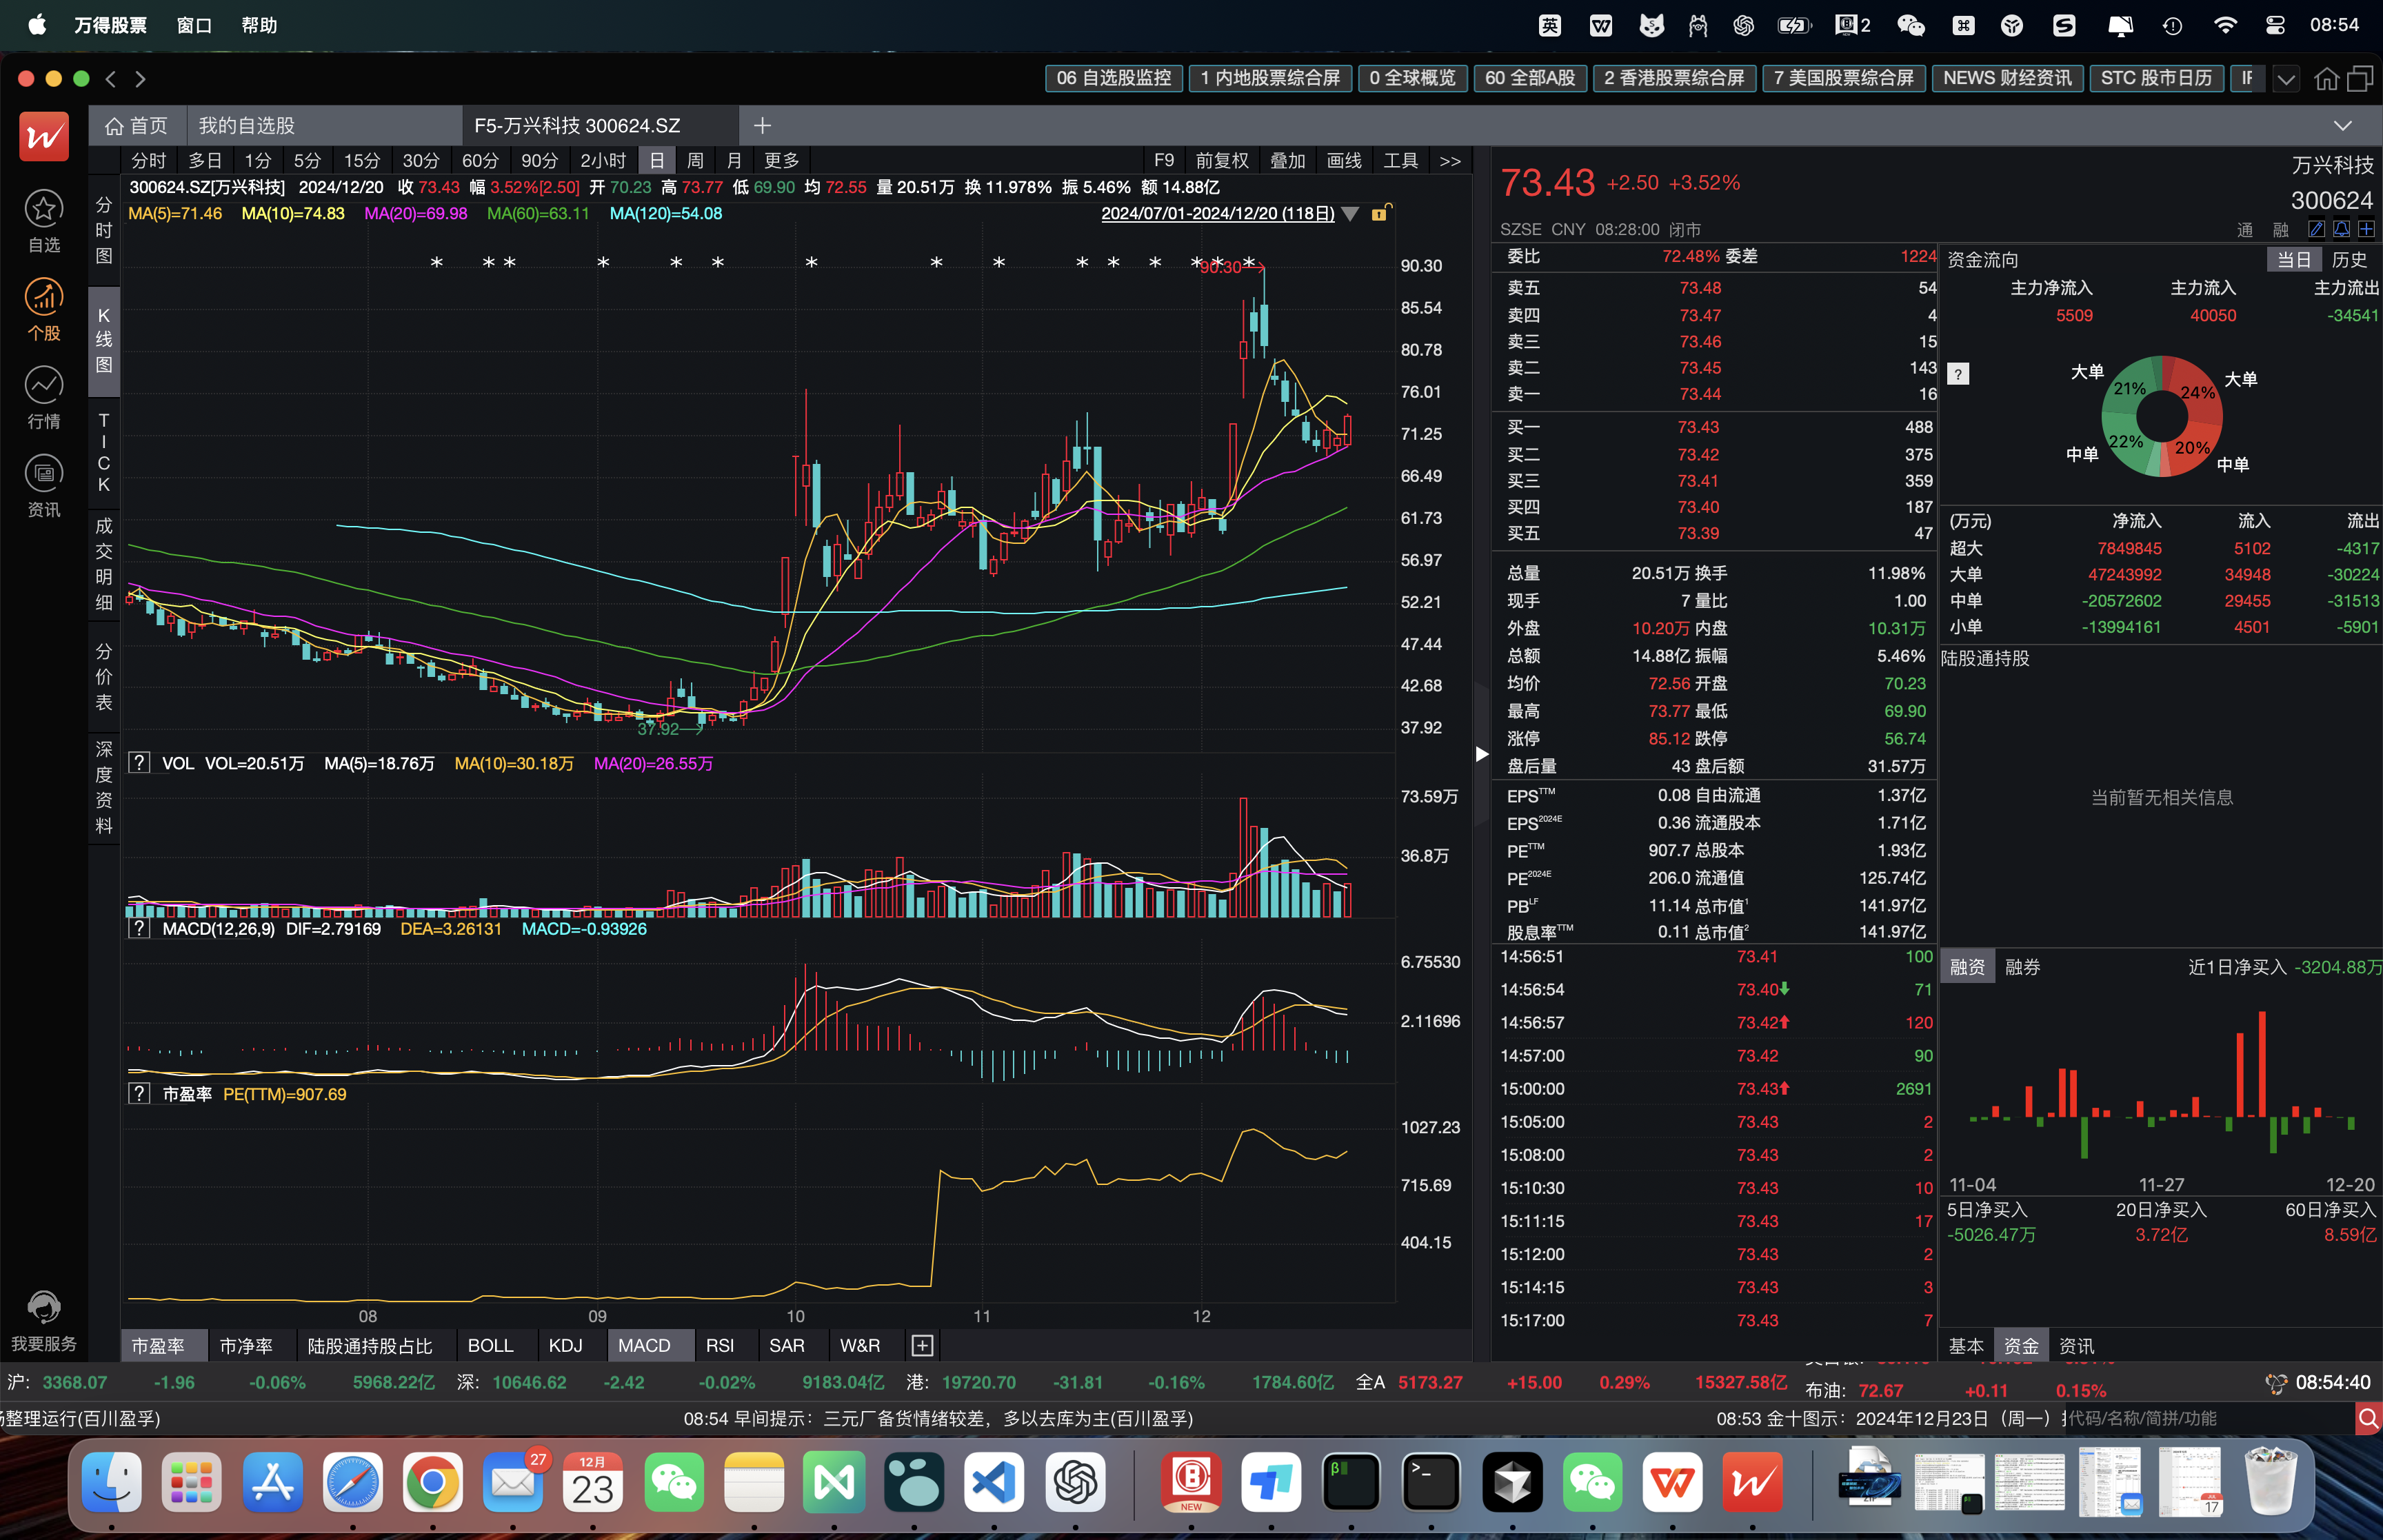 万得股票 窗口 帮助 英 2 08:54
06 自选股监控 1 内地股票综合屏 0 全球概览 60 全部A股 2 香港股票综合屏 7 美国股票综合屏 NEWS 财经资讯 STC 股市日历
首页 我的自选股 F5-万兴科技 300624.SZ
自选
个股
行情
资讯
我要服务
分时图
K线图
TICK
成交明细
分价表
深度资料
分时 多日 1分 5分 15分 30分 60分 90分 2小时 日 周 月 更多 F9 前复权 叠加 画线 工具 >>
300624.SZ[万兴科技] 2024/12/20 收 73.43 幅 3.52%[2.50] 开 70.23 高 73.77 低 69.90 均 72.55 量 20.51万 换 11.978% 振 5.46% 额 14.88亿
MA(5)=71.46 MA(10)=74.83 MA(20)=69.98 MA(60)=63.11 MA(120)=54.08 2024/07/01-2024/12/20 (118日)
90.30
90.30
85.54
80.78
76.01
71.25
66.49
61.73
56.97
52.21
47.44
42.68
37.92
37.92
? VOL VOL=20.51万 MA(5)=18.76万 MA(10)=30.18万 MA(20)=26.55万
73.59万
36.8万
? MACD(12,26,9) DIF=2.79169 DEA=3.26131 MACD=-0.93926
6.75530
2.11696
? 市盈率 PE(TTM)=907.69
1027.23
715.69
404.15
08 09 10 11 12
市盈率 市净率 陆股通持股占比 BOLL KDJ MACD RSI SAR W&R
73.43 +2.50 +3.52% 万兴科技
300624
SZSE CNY 08:28:00 闭市 通 融
委比 72.48% 委差 1224
卖五 73.48 54
卖四 73.47 4
卖三 73.46 15
卖二 73.45 143
卖一 73.44 16
买一 73.43 488
买二 73.42 375
买三 73.41 359
买四 73.40 187
买五 73.39 47
总量 20.51万 换手 11.98%
现手 7 量比 1.00
外盘 10.20万 内盘 10.31万
总额 14.88亿 振幅 5.46%
均价 72.56 开盘 70.23
最高 73.77 最低 69.90
涨停 85.12 跌停 56.74
盘后量 43 盘后额 31.57万
EPSTTM 0.08 自由流通 1.37亿
EPS2024E 0.36 流通股本 1.71亿
PETTM 907.7 总股本 1.93亿
PE2024E 206.0 流通值 125.74亿
PBLF 11.14 总市值1 141.97亿
股息率TTM 0.11 总市值2 141.97亿
14:56:51 73.41 100
14:56:54 73.40 71
14:56:57 73.42 120
14:57:00 73.42 90
15:00:00 73.43 2691
15:05:00 73.43 2
15:08:00 73.43 2
15:10:30 73.43 10
15:11:15 73.43 17
15:12:00 73.43 2
15:14:15 73.43 3
15:17:00 73.43 7
资金流向 当日 历史
主力净流入 主力流入 主力流出
5509 40050 -34541
?
大单 21% 24% 大单
中单 22% 20% 中单
(万元) 净流入 流入 流出
超大 7849845 5102 -4317
大单 47243992 34948 -30224
中单 -20572602 29455 -31513
小单 -13994161 4501 -5901
陆股通持股
当前暂无相关信息
融资 融券 近1日净买入 -3204.88万
11-04 11-27 12-20
5日净买入 20日净买入 60日净买入
-5026.47万 3.72亿 8.59亿
基本 资金 资讯
沪: 3368.07 -1.96 -0.06% 5968.22亿 深: 10646.62 -2.42 -0.02% 9183.04亿 港: 19720.70 -31.81 -0.16% 1784.60亿 全A 5173.27 +15.00 0.29% 15327.58亿 布油: 72.67 +0.11 0.15% 08:54:40
整理运行(百川盈孚) 08:54 早间提示：三元厂备货情绪较差，多以去库为主(百川盈孚) 08:53 金十图示：2024年12月23日（周一） 代码/名称/简拼/功能
27
12月
23
NEW
ZIP
17